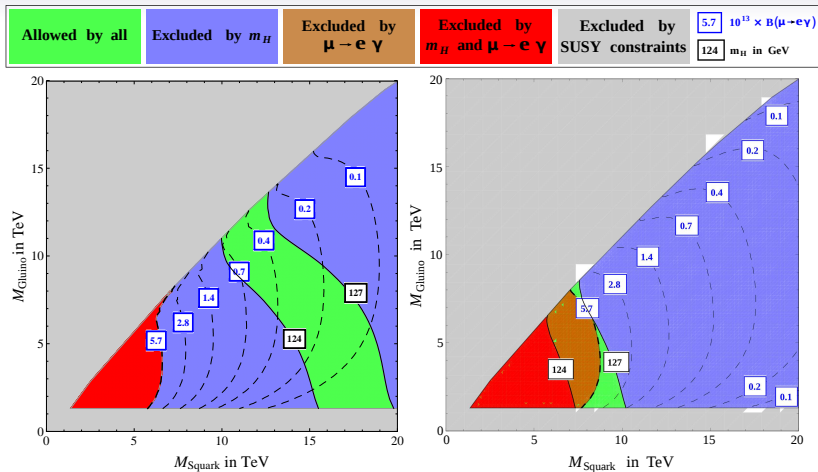 Allowed by all
Excluded by m_H
Excluded by
μ → e γ
Excluded by
m_H and μ → e γ
Excluded by
SUSY constraints
5.7 10^13 × B(μ→eγ)
124 m_H in GeV
20
15
10
5
0
M_Gluino in TeV
0 5 10 15 20
M_Squark in TeV
0.1
0.2
0.4
0.7
1.4
2.8
5.7
127
124
20
15
10
5
0
M_Gluino in TeV
0 5 10 15 20
M_Squark in TeV
0.1
0.2
0.4
0.7
1.4
2.8
5.7
127
124
0.2
0.1